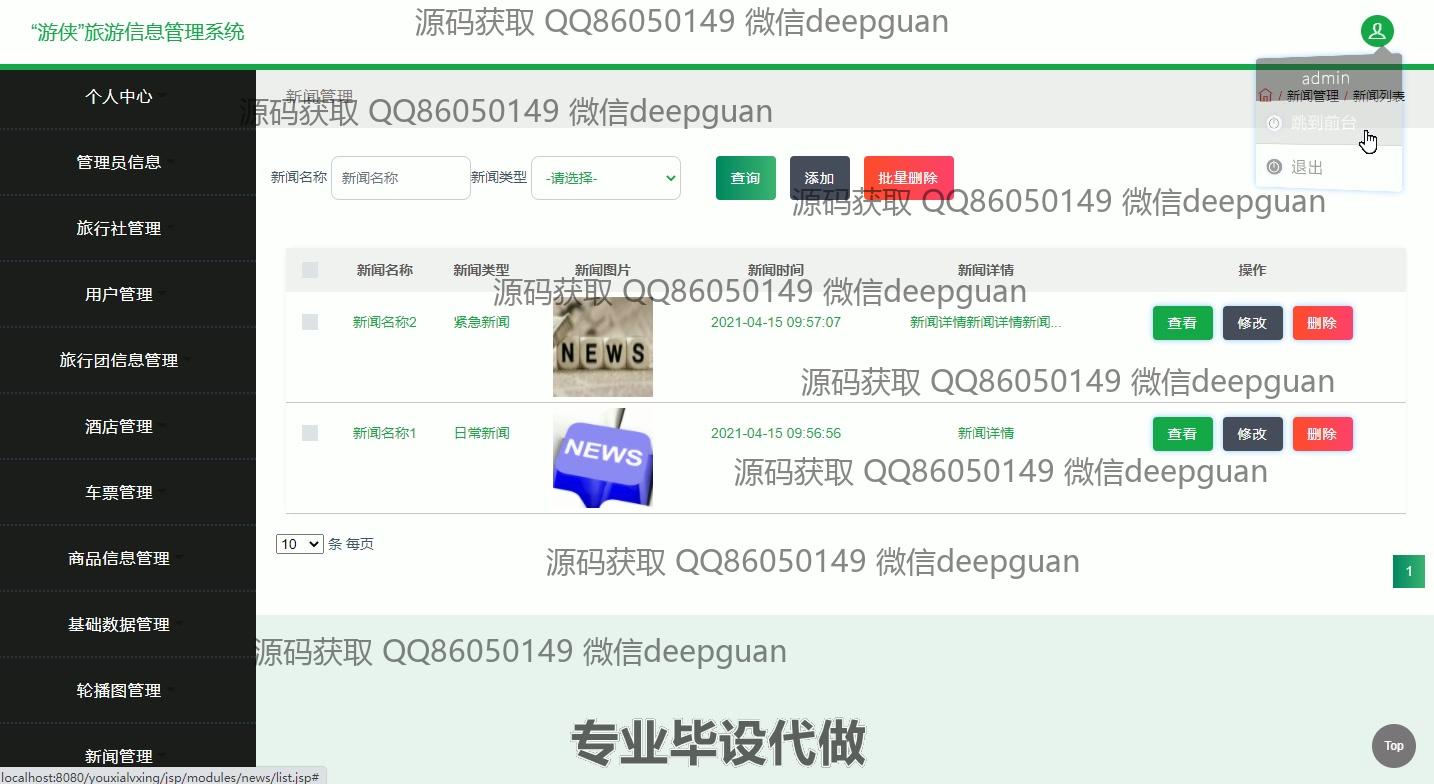 “游侠”旅游信息管理系统
源码获取 QQ86050149 微信deepguan
admin
新闻管理
/ 新闻管理 / 新闻列表
源码获取 QQ86050149 微信deepguan
跳到前台
退出
个人中心
管理员信息
旅行社管理
用户管理
旅行团信息管理
酒店管理
车票管理
商品信息管理
基础数据管理
轮播图管理
新闻管理
新闻名称 新闻名称 新闻类型 -请选择- 查询 添加 批量删除
源码获取 QQ86050149 微信deepguan
新闻名称 新闻类型 新闻图片 新闻时间 新闻详情 操作
源码获取 QQ86050149 微信deepguan
新闻名称2 紧急新闻 2021-04-15 09:57:07 新闻详情新闻详情新闻... 查看 修改 删除
NEWS
源码获取 QQ86050149 微信deepguan
新闻名称1 日常新闻 2021-04-15 09:56:56 新闻详情 查看 修改 删除
NEWS
源码获取 QQ86050149 微信deepguan
10 条 每页
源码获取 QQ86050149 微信deepguan
1
源码获取 QQ86050149 微信deepguan
专业毕设代做
Top
localhost:8080/youxialvxing/jsp/modules/news/list.jsp#